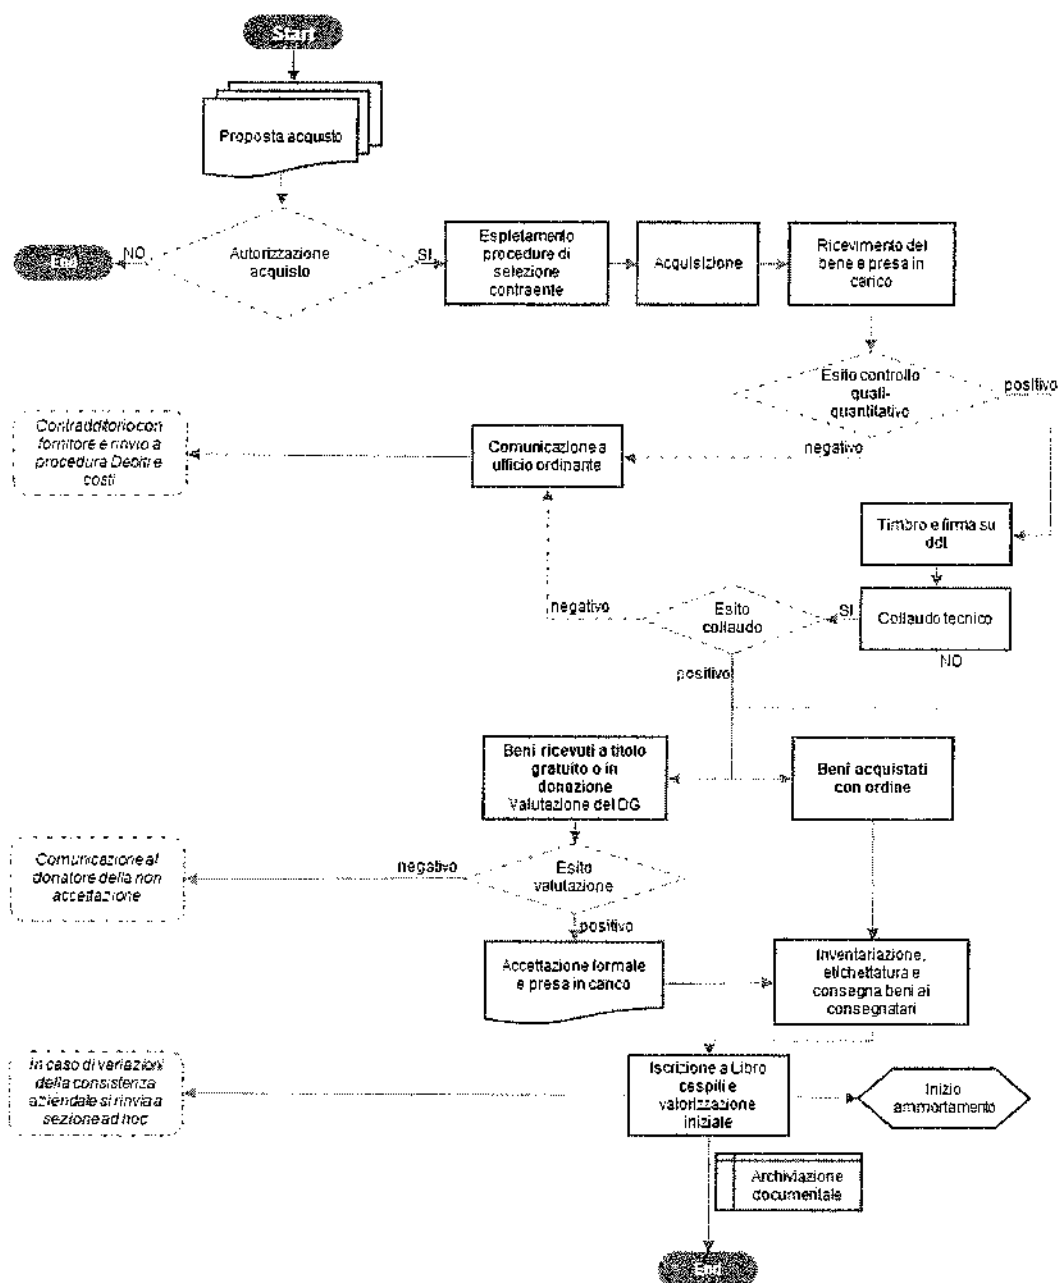 Start
Proposta acquisto
Autorizzazione
acquisto
NO
End
SI
Espletamento
procedure di
selezione
contraente
Acquisizione
Ricevimento del
bene e presa in
carico
Esito controllo
quali-
quantitativo
positivo
negativo
Comunicazione a
ufficio ordinante
Contraddittorio con
fornitore e rinvio a
procedura Debiti e
costi
Timbro e firma su
ddt
Collaudo tecnico
SI
NO
Esito
collaudo
negativo
positivo
Beni ricevuti a titolo
gratuito o in
donazione
Valutazione del DG
Beni acquistati
con ordine
Esito
valutazione
negativo
Comunicazione al
donatore della non
accettazione
positivo
Accettazione formale
e presa in carico
Inventariazione,
etichettatura e
consegna beni ai
consegnatari
Iscrizione a Libro
cespiti e
valorizzazione
iniziale
In caso di variazioni
della consistenza
aziendale si rinvia a
sezione ad hoc
Inizio
ammortamento
Archiviazione
documentale
End